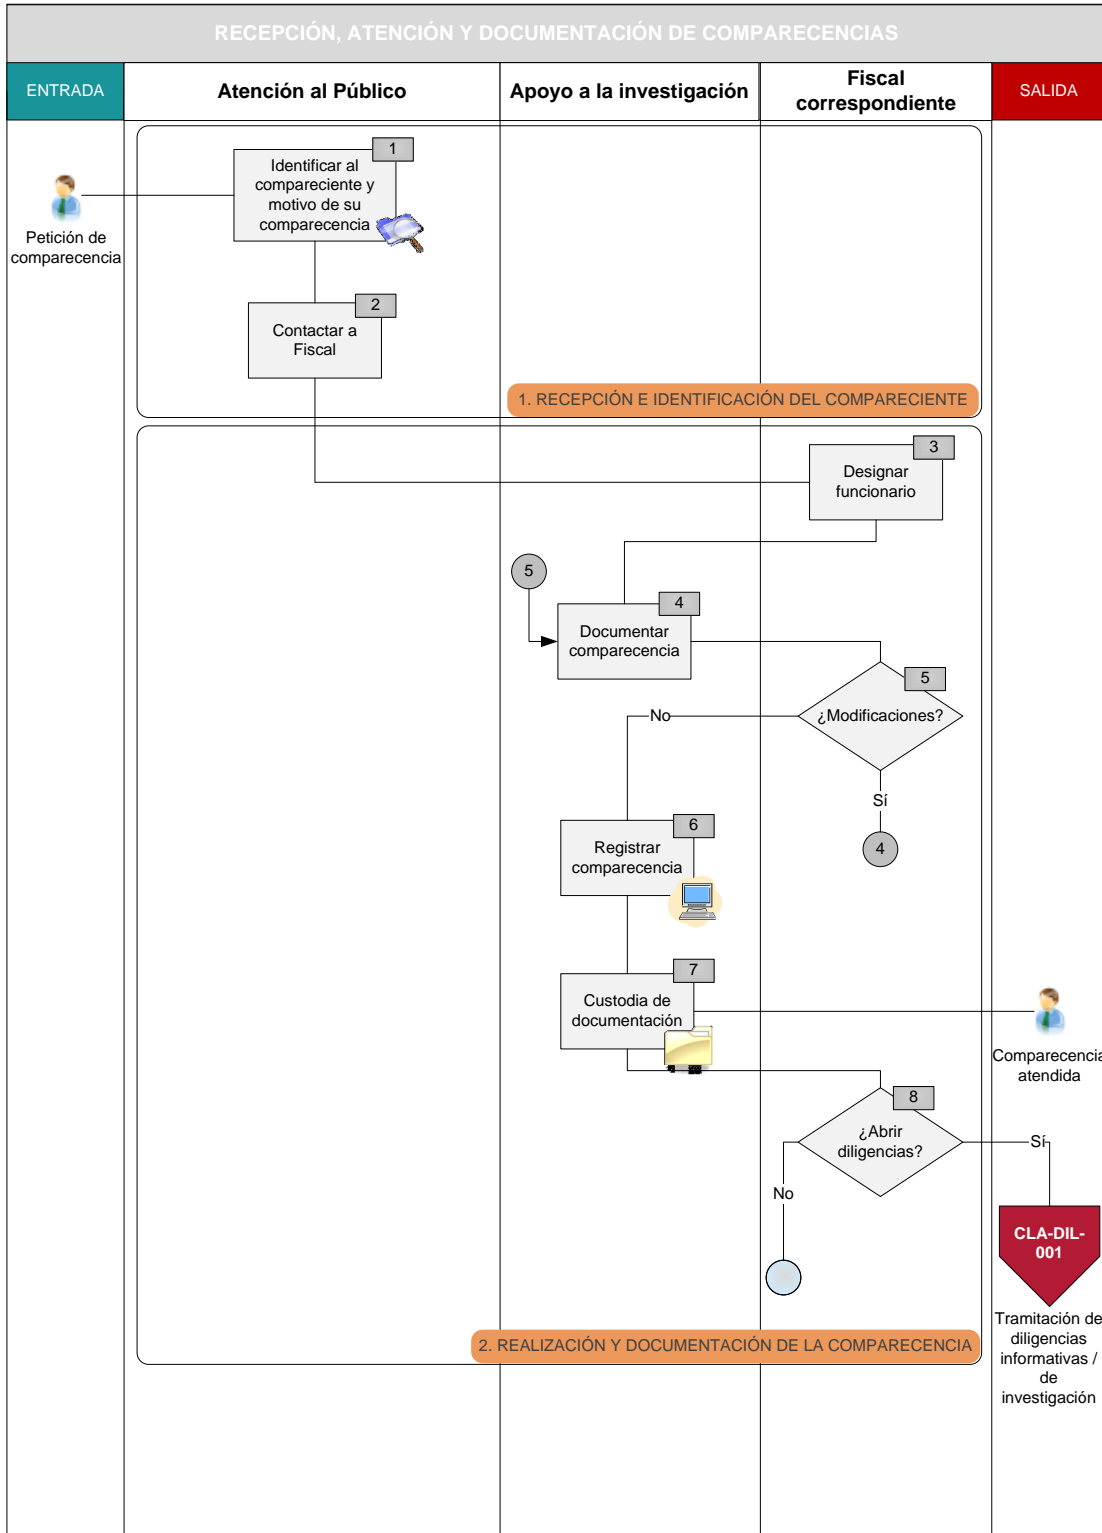 RECEPCIÓN, ATENCIÓN Y DOCUMENTACIÓN DE COMPARECENCIAS
ENTRADA
Atención al Público
Apoyo a la investigación
Fiscal
correspondiente
SALIDA
1
Identificar al
compareciente y
motivo de su
comparecencia
Petición de
comparecencia
2
Contactar a
Fiscal
1. RECEPCIÓN E IDENTIFICACIÓN DEL COMPARECIENTE
3
Designar
funcionario
5
4
Documentar
comparecencia
5
¿Modificaciones?
No
Sí
4
6
Registrar
comparecencia
7
Custodia de
documentación
Comparecencia
atendida
8
¿Abrir
diligencias?
Sí
No
CLA-DIL-
001
Tramitación de
diligencias
informativas /
de
investigación
2. REALIZACIÓN Y DOCUMENTACIÓN DE LA COMPARECENCIA